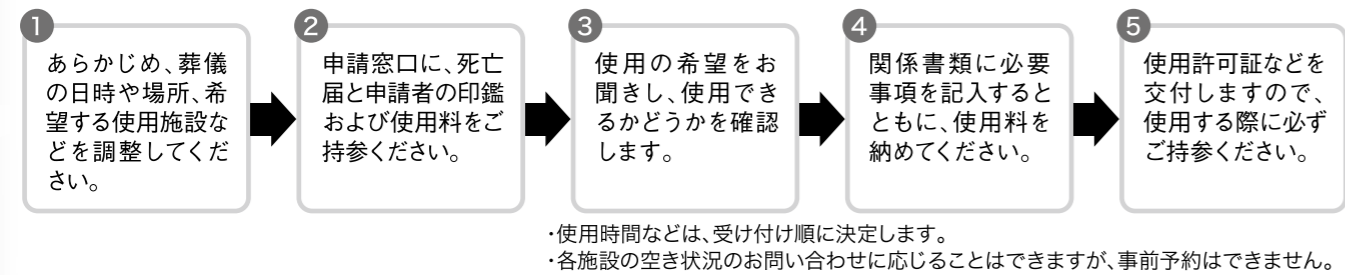 1
あらかじめ、葬儀
の日時や場所、希
望する使用施設な
どを調整してくだ
さい。
2
申請窓口に、死亡
届と申請者の印鑑
および使用料をご
持参ください。
3
使用の希望をお
聞きし、使用でき
るかどうかを確認
します。
4
関係書類に必要
事項を記入すると
ともに、使用料を
納めてください。
5
使用許可証などを
交付しますので、
使用する際に必ず
ご持参ください。
・使用時間などは、受け付け順に決定します。
・各施設の空き状況のお問い合わせに応じることはできますが、事前予約はできません。